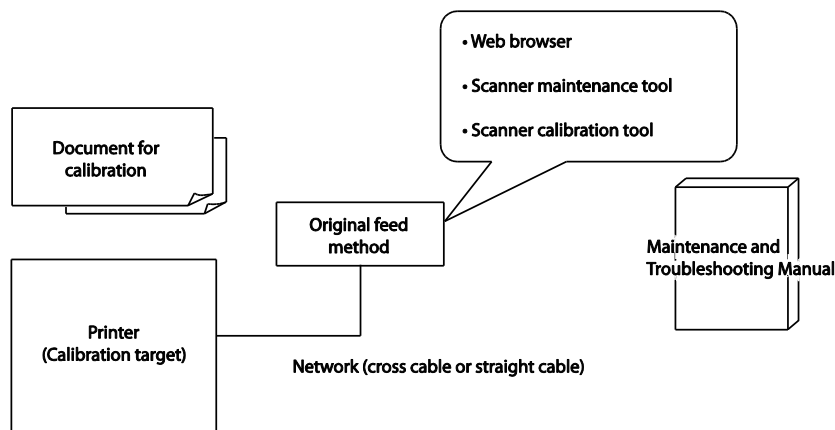 • Web browser
• Scanner maintenance tool
• Scanner calibration tool
Document for
calibration
Original feed
method
Maintenance and
Troubleshooting Manual
Printer
(Calibration target)
Network (cross cable or straight cable)